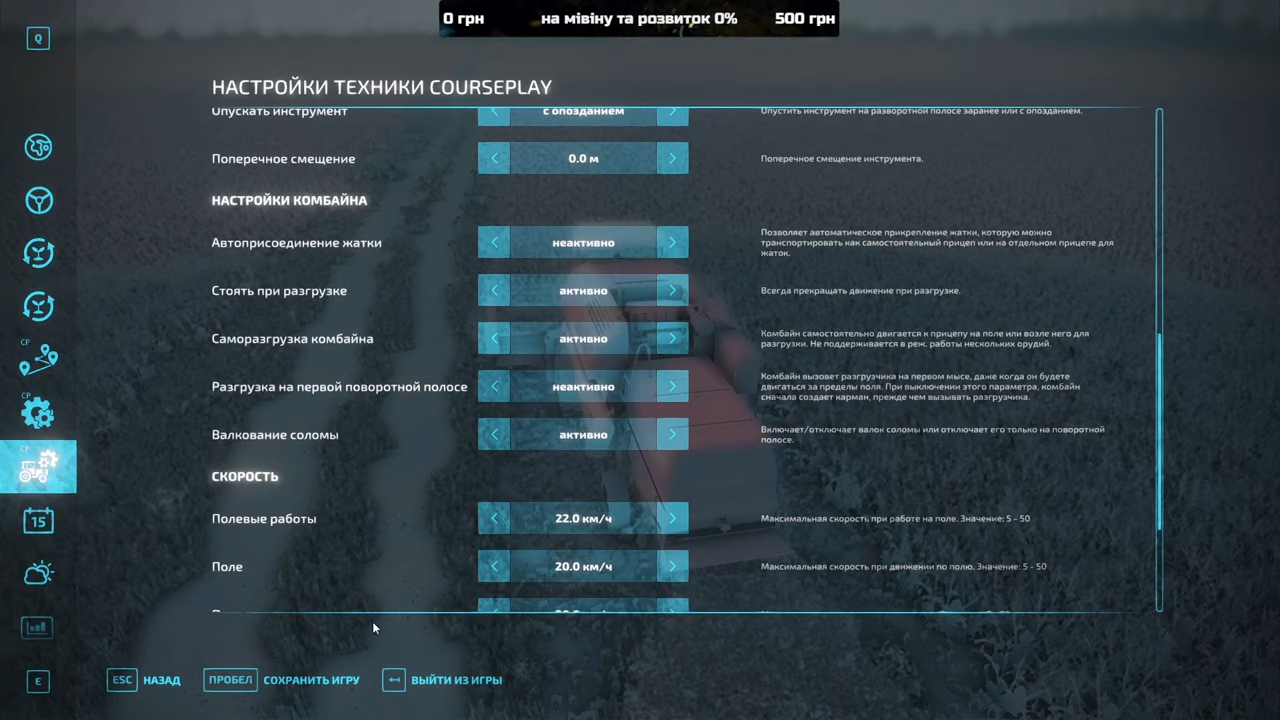 0 грн на мівіну та розвиток 0% 500 грн
Q
НАСТРОЙКИ ТЕХНИКИ COURSEPLAY
Опускать инструмент
с опозданием
Опустить инструмент на разворотной полосе заранее или с опозданием.
Поперечное смещение
0.0 м
Поперечное смещение инструмента.
НАСТРОЙКИ КОМБАЙНА
Автоприсоединение жатки
неактивно
Позволяет автоматическое прикрепление жатки, которую можно
транспортировать как самостоятельный прицеп или на отдельном прицепе для
жаток.
Стоять при разгрузке
активно
Всегда прекращать движение при разгрузке.
CP
Саморазгрузка комбайна
активно
Комбайн самостоятельно двигается к прицепу на поле или возле него для
разгрузки. Не поддерживается в реж. работы нескольких орудий.
CP
Разгрузка на первой поворотной полосе
неактивно
Комбайн вызовет разгрузчика на первом мысе, даже когда он будет
двигаться за пределы поля. При выключении этого параметра, комбайн
сначала создает карман, прежде чем вызывать разгрузчика.
CP
Валкование соломы
активно
Включает/отключает валок соломы или отключает его только на поворотной
полосе.
СКОРОСТЬ
15
Полевые работы
22.0 км/ч
Максимальная скорость при работе на поле. Значение: 5 - 50
Поле
20.0 км/ч
Максимальная скорость при движении по полю. Значение: 5 - 50
E
ESC НАЗАД ПРОБЕЛ СОХРАНИТЬ ИГРУ ВЫЙТИ ИЗ ИГРЫ